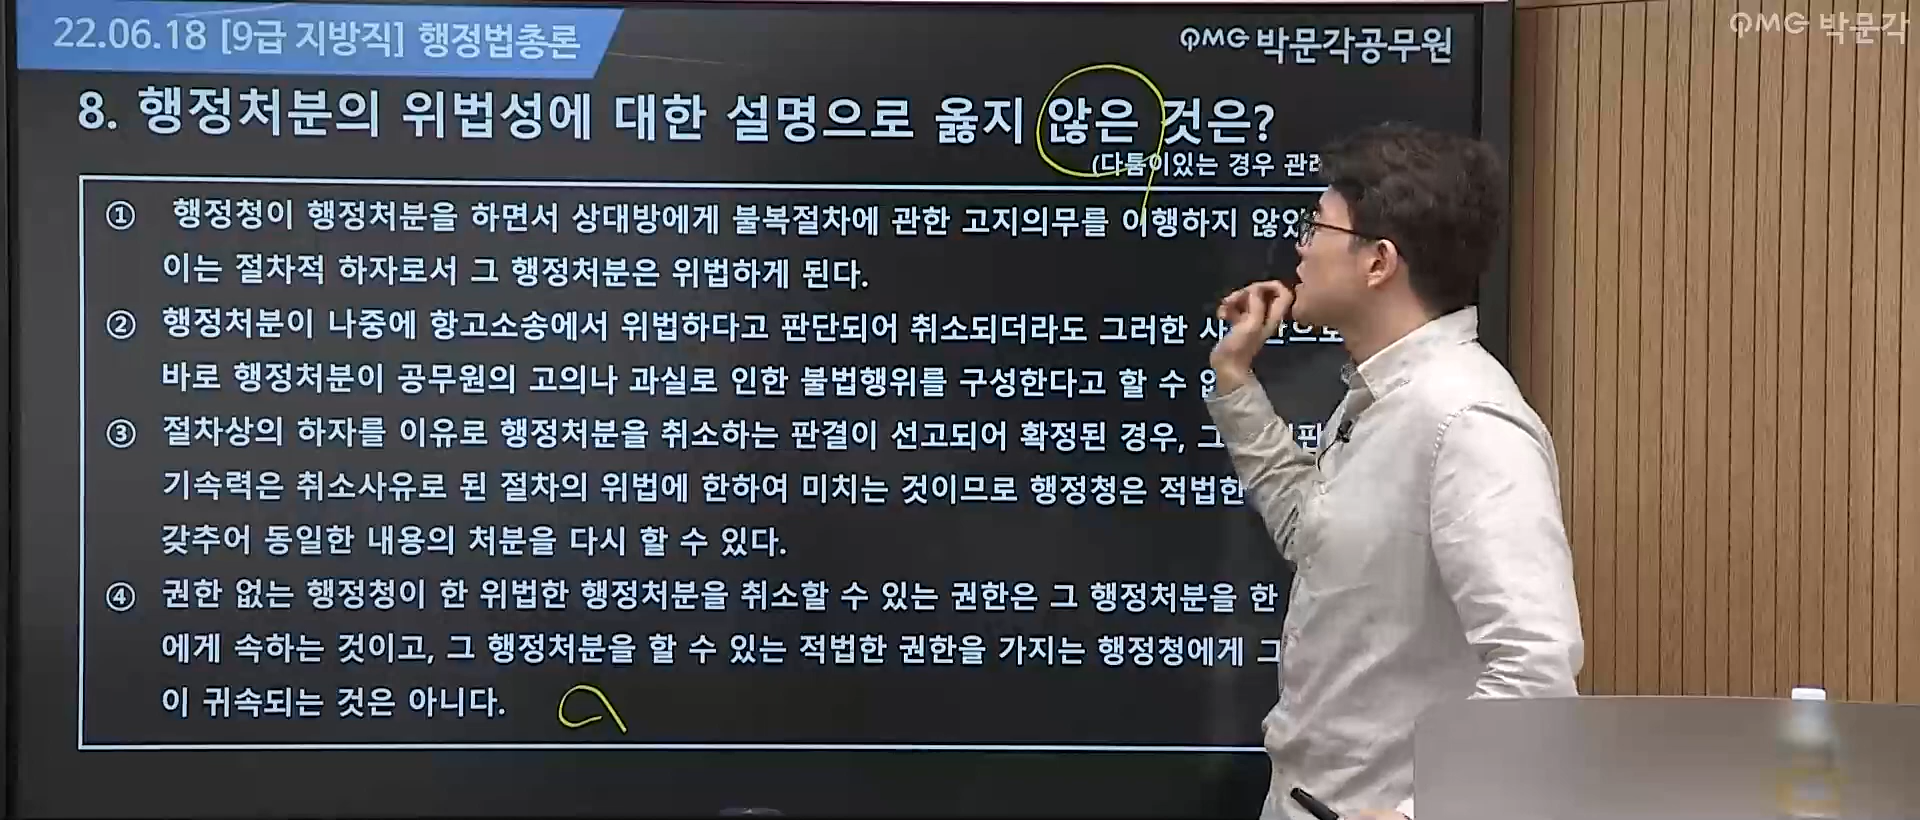 22.06.18 [9급 지방직] 행정법총론
PMG 박문각공무원
PMG 박문각
8. 행정처분의 위법성에 대한 설명으로 옳지 않은 것은?
(다툼이있는 경우
① 행정청이 행정처분을 하면서 상대방에게 불복절차에 관한 고지의무를 이행하지
이는 절차적 하자로서 그 행정처분은 위법하게 된다.
② 행정처분이 나중에 항고소송에서 위법하다고 판단되어 취소되더라도 그러한
바로 행정처분이 공무원의 고의나 과실로 인한 불법행위를 구성한다고 할 수
③ 절차상의 하자를 이유로 행정처분을 취소하는 판결이 선고되어 확정된 경우,
기속력은 취소사유로 된 절차의 위법에 한하여 미치는 것이므로 행정청은 적법한
갖추어 동일한 내용의 처분을 다시 할 수 있다.
④ 권한 없는 행정청이 한 위법한 행정처분을 취소할 수 있는 권한은 그 행정처분을 한
에게 속하는 것이고, 그 행정처분을 할 수 있는 적법한 권한을 가지는 행정청에게
이 귀속되는 것은 아니다.